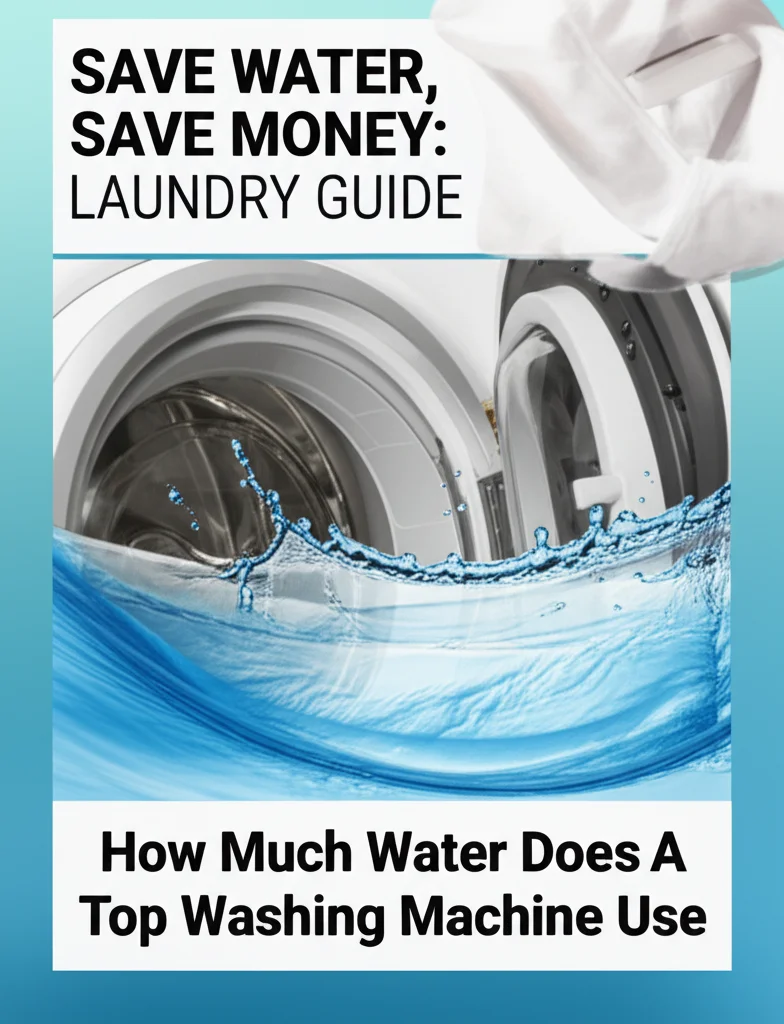 SAVE WATER,
SAVE MONEY:
LAUNDRY GUIDE
How Much Water Does A
Top Washing Machine Use